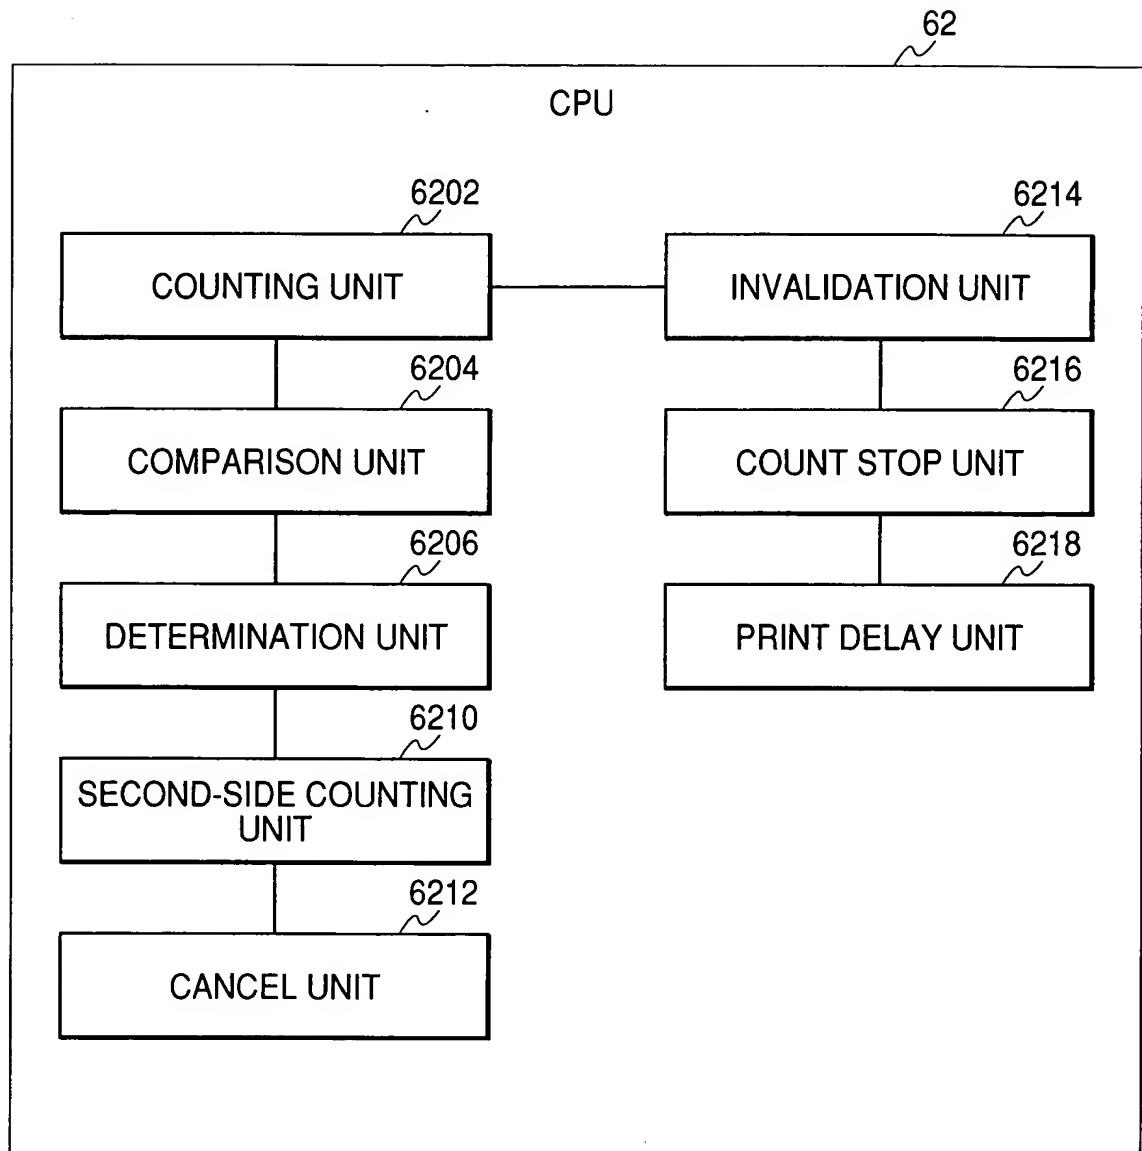 62
CPU
6202
COUNTING UNIT
6214
INVALIDATION UNIT
6204
COMPARISON UNIT
6216
COUNT STOP UNIT
6206
DETERMINATION UNIT
6218
PRINT DELAY UNIT
6210
SECOND-SIDE COUNTING
UNIT
6212
CANCEL UNIT